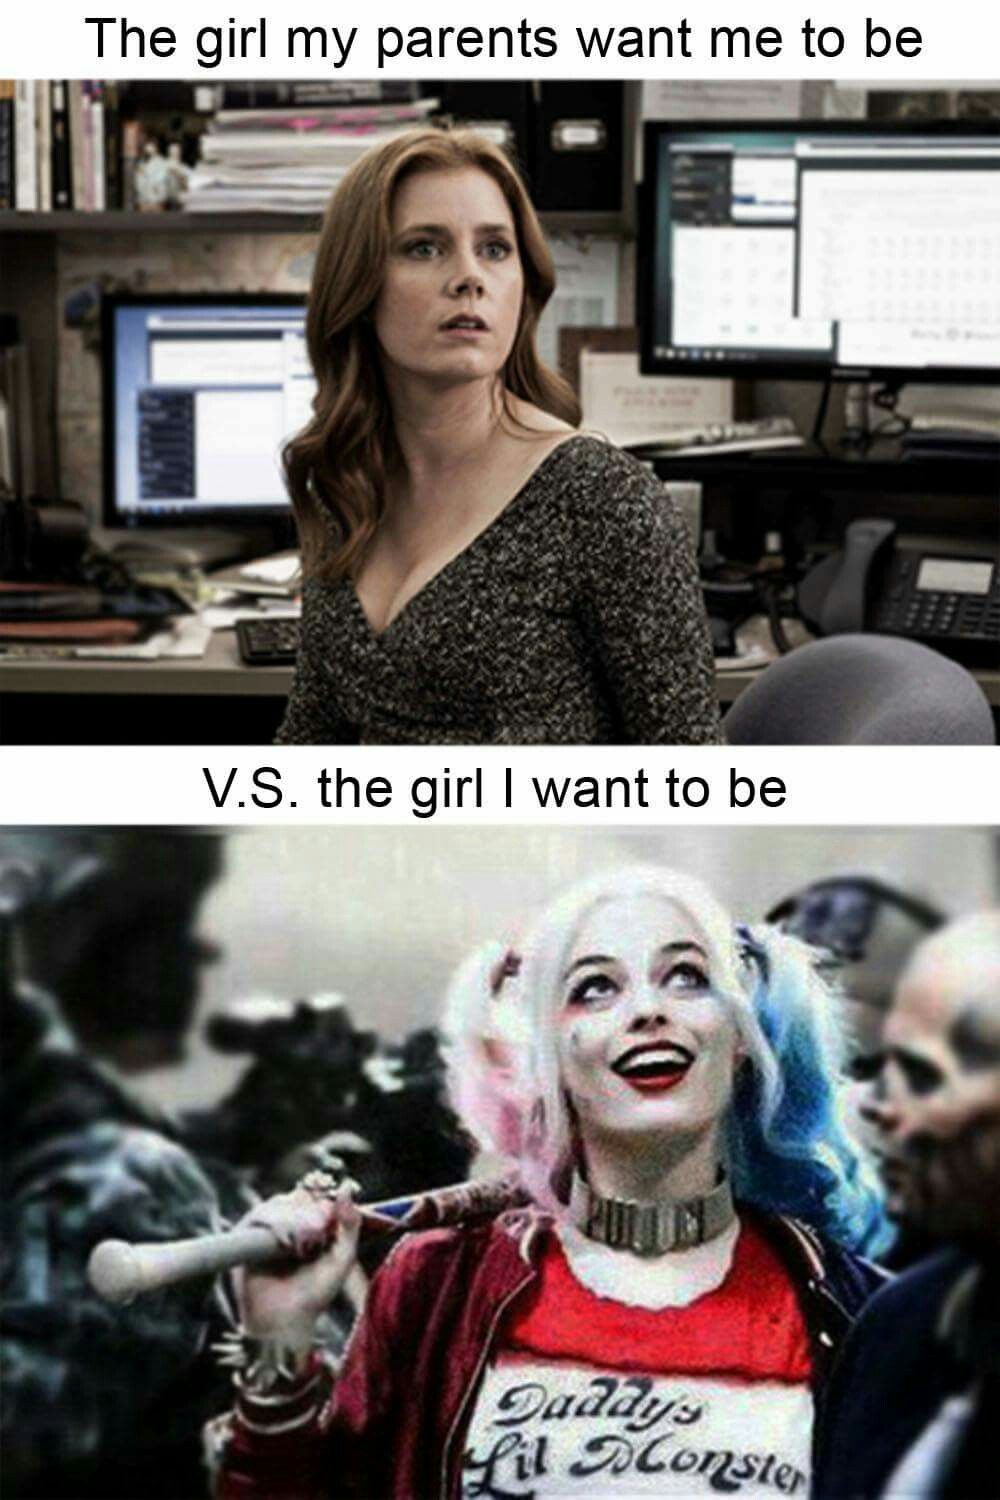 The girl my parents want me to be
V.S. the girl I want to be
Daddy's
Lil Monster